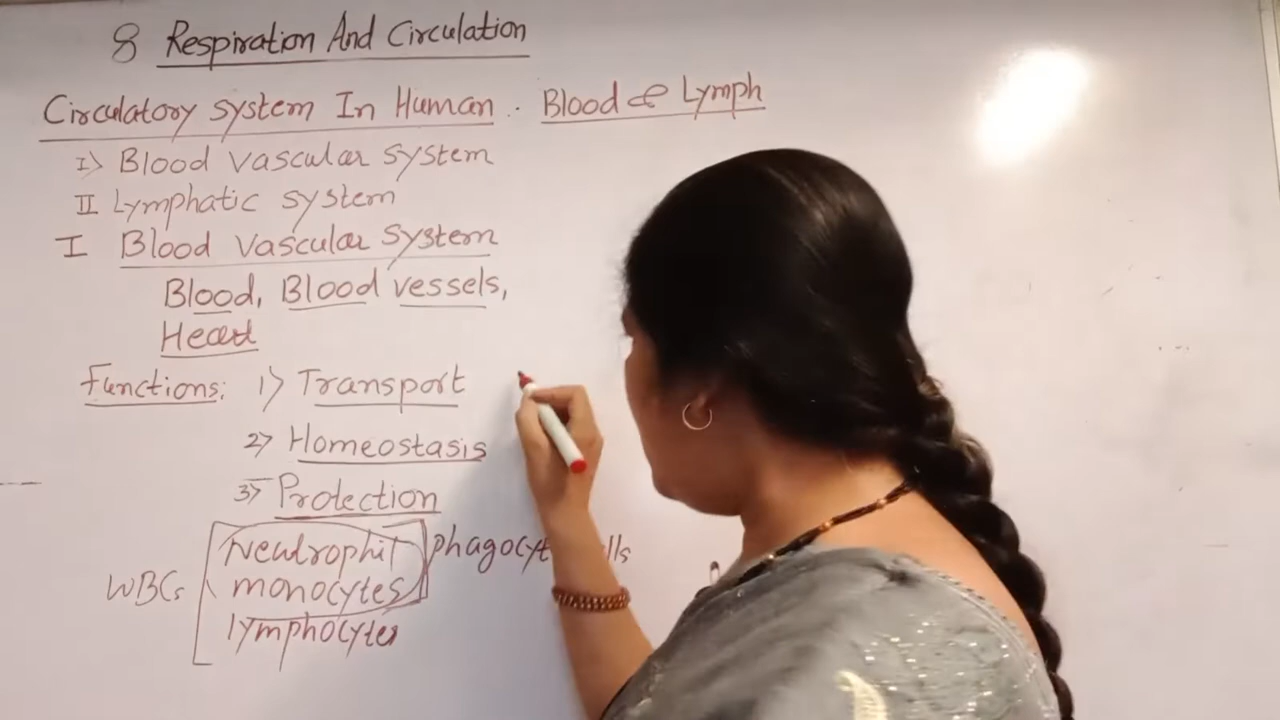 8 Respiration And Circulation
Circulatory system In Human. Blood & Lymph
I) Blood vascular system
II Lymphatic system
I Blood vascular system
Blood, Blood vessels,
Heart
Functions: 1) Transport
2) Homeostasis
3) Protection
WBCs Neutrophil
monocytes
lymphocytes